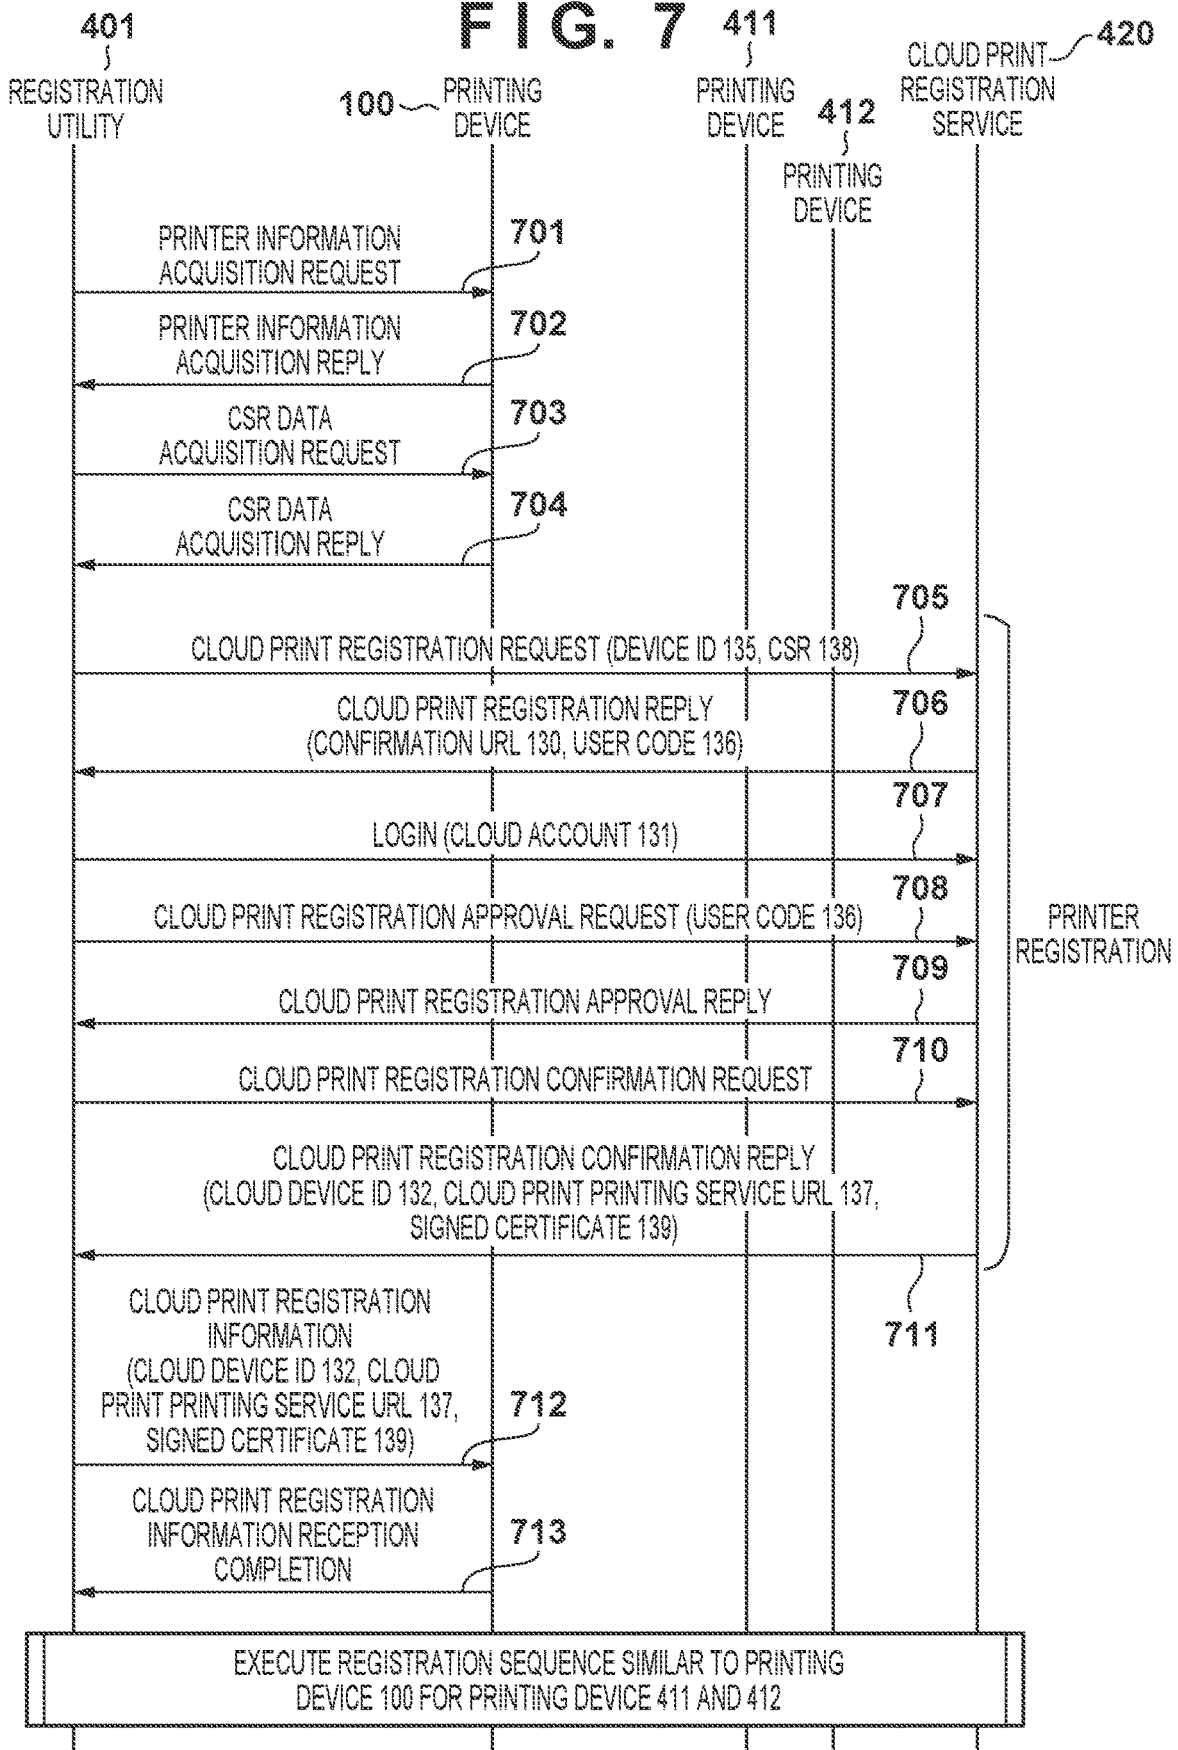 FIG. 7
401
REGISTRATION
UTILITY
100
PRINTING
DEVICE
411
PRINTING
DEVICE
412
PRINTING
DEVICE
420
CLOUD PRINT
REGISTRATION
SERVICE
PRINTER INFORMATION
ACQUISITION REQUEST
701
PRINTER INFORMATION
ACQUISITION REPLY
702
CSR DATA
ACQUISITION REQUEST
703
CSR DATA
ACQUISITION REPLY
704
705
CLOUD PRINT REGISTRATION REQUEST (DEVICE ID 135, CSR 138)
CLOUD PRINT REGISTRATION REPLY
(CONFIRMATION URL 130, USER CODE 136)
706
707
LOGIN (CLOUD ACCOUNT 131)
708
CLOUD PRINT REGISTRATION APPROVAL REQUEST (USER CODE 136)
PRINTER
REGISTRATION
709
CLOUD PRINT REGISTRATION APPROVAL REPLY
710
CLOUD PRINT REGISTRATION CONFIRMATION REQUEST
CLOUD PRINT REGISTRATION CONFIRMATION REPLY
(CLOUD DEVICE ID 132, CLOUD PRINT PRINTING SERVICE URL 137,
SIGNED CERTIFICATE 139)
711
CLOUD PRINT REGISTRATION
INFORMATION
(CLOUD DEVICE ID 132, CLOUD
PRINT PRINTING SERVICE URL 137,
SIGNED CERTIFICATE 139)
712
CLOUD PRINT REGISTRATION
INFORMATION RECEPTION
COMPLETION
713
EXECUTE REGISTRATION SEQUENCE SIMILAR TO PRINTING
DEVICE 100 FOR PRINTING DEVICE 411 AND 412